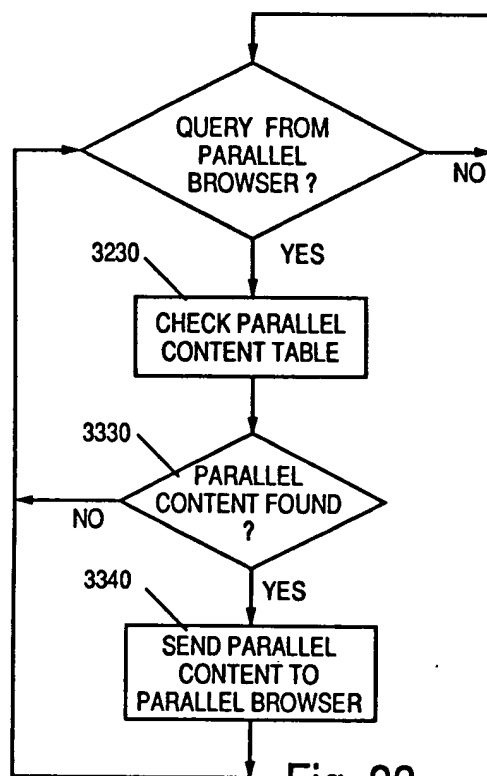 QUERY FROM
PARALLEL
BROWSER ?
NO
YES
3230
CHECK PARALLEL
CONTENT TABLE
3330
PARALLEL
CONTENT FOUND
?
NO
YES
3340
SEND PARALLEL
CONTENT TO
PARALLEL BROWSER